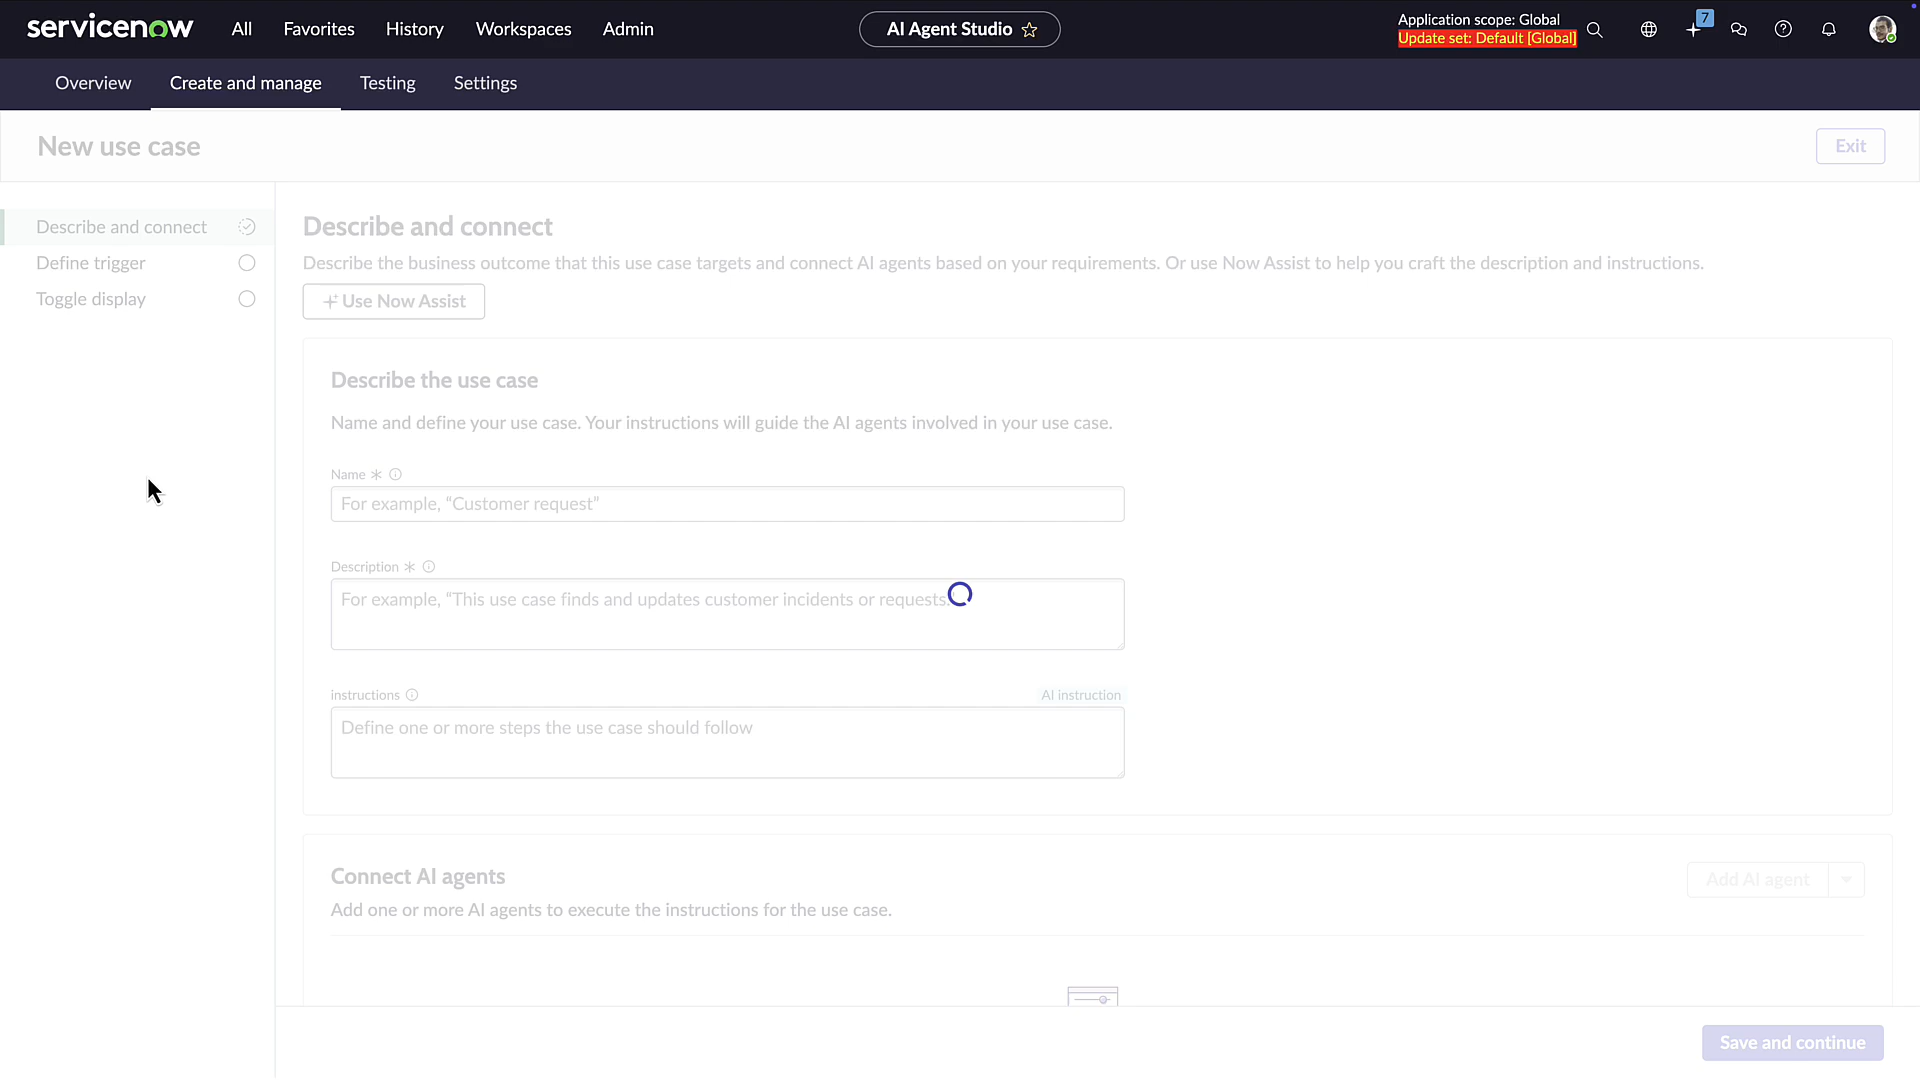 servicenow
All
Favorites
History
Workspaces
Admin
AI Agent Studio
Application scope: Global
Update set: Default [Global]
7
Overview
Create and manage
Testing
Settings
New use case
Exit
Describe and connect
Define trigger
Toggle display
Describe and connect
Describe the business outcome that this use case targets and connect AI agents based on your requirements. Or use Now Assist to help you craft the description and instructions.
Use Now Assist
Describe the use case
Name and define your use case. Your instructions will guide the AI agents involved in your use case.
Name *
For example, “Customer request”
Description *
For example, “This use case finds and updates customer incidents or requests.
instructions
AI instruction
Define one or more steps the use case should follow
Connect AI agents
Add AI agent
Add one or more AI agents to execute the instructions for the use case.
Save and continue